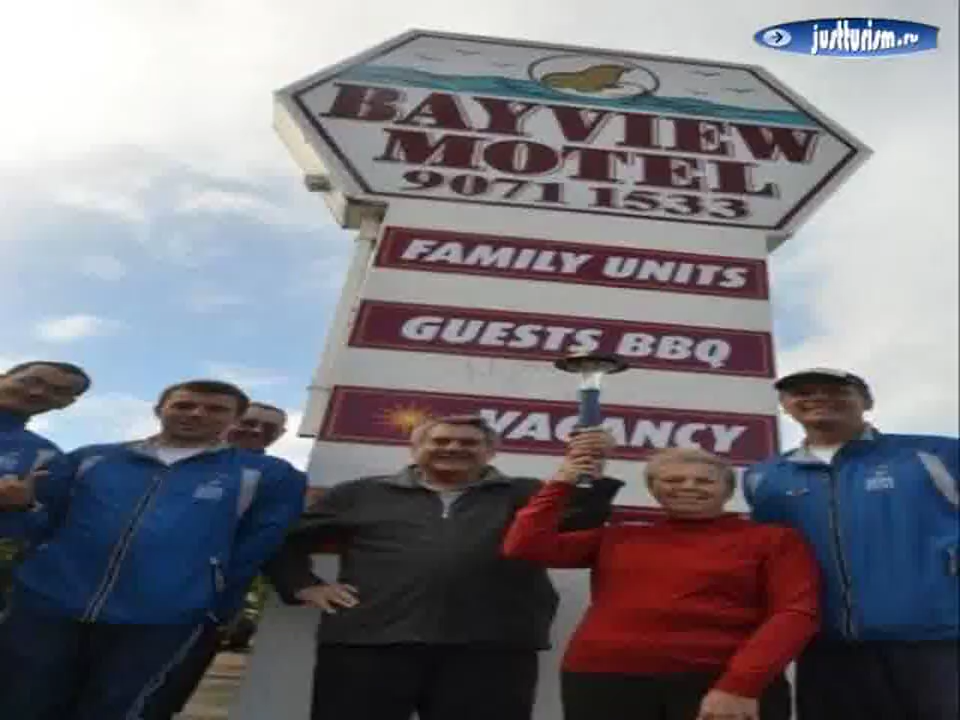 justturism.ru
BAYVIEW
MOTEL
9071 1533
FAMILY UNITS
GUESTS BBQ
VACANCY